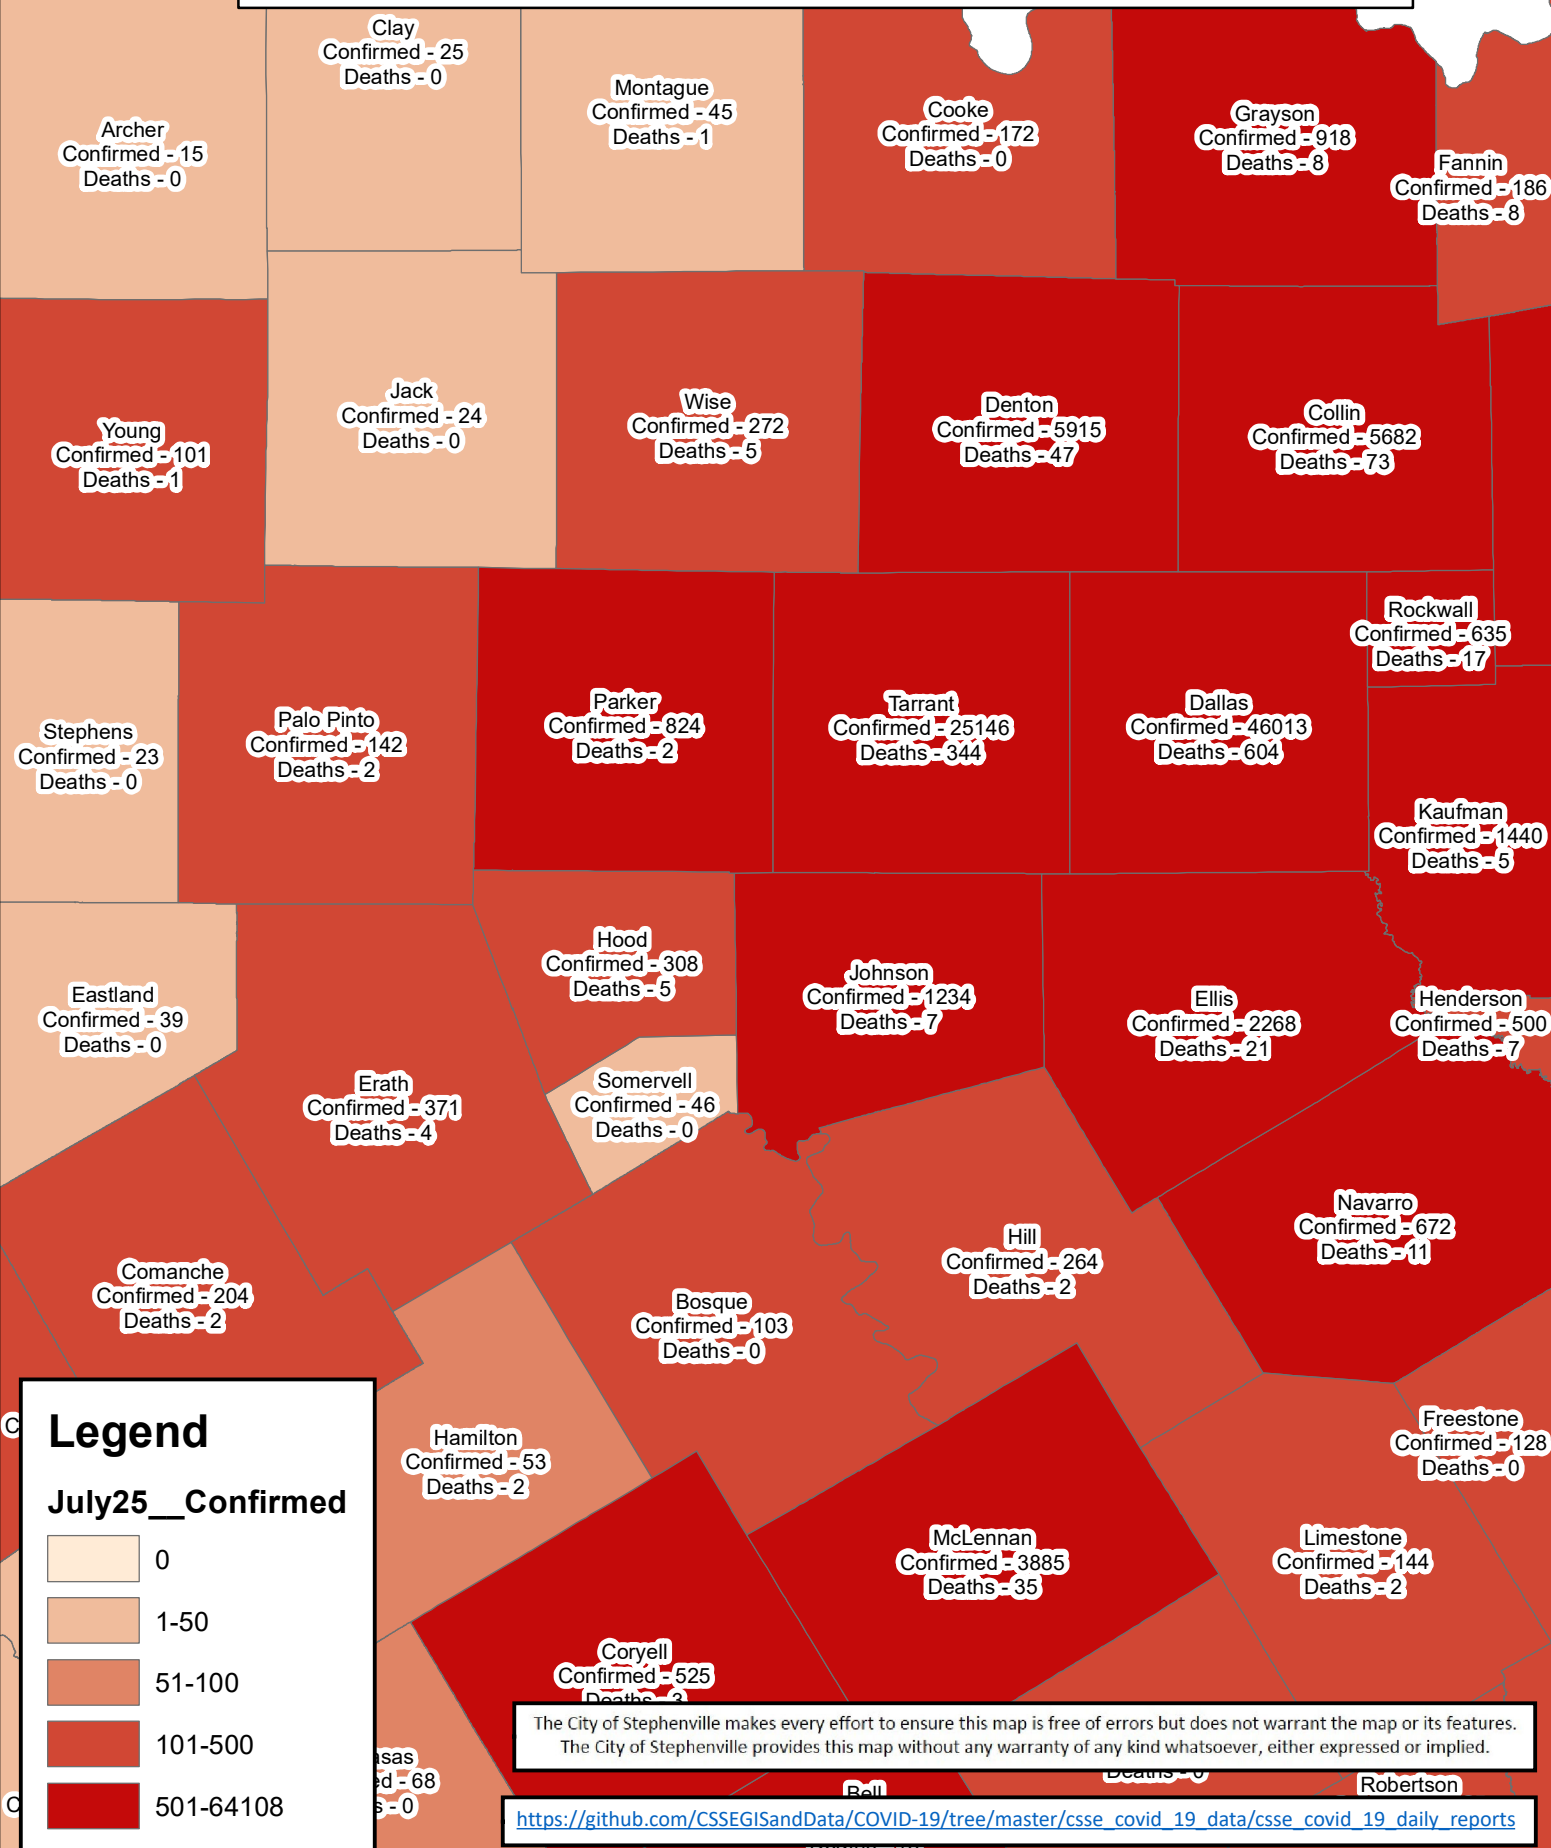 Clay
Confirmed - 25
Deaths - 0
Montague
Confirmed - 45
Deaths - 1
Archer
Confirmed - 15
Deaths - 0
Cooke
Confirmed - 172
Deaths - 0
Grayson
Confirmed - 918
Deaths - 8
Fannin
Confirmed - 186
Deaths - 8
Young
Confirmed - 101
Deaths - 1
Jack
Confirmed - 24
Deaths - 0
Wise
Confirmed - 272
Deaths - 5
Denton
Confirmed - 5915
Deaths - 47
Collin
Confirmed - 5682
Deaths - 73
Rockwall
Confirmed - 635
Deaths - 17
Stephens
Confirmed - 23
Deaths - 0
Palo Pinto
Confirmed - 142
Deaths - 2
Parker
Confirmed - 824
Deaths - 2
Tarrant
Confirmed - 25146
Deaths - 344
Dallas
Confirmed - 46013
Deaths - 604
Kaufman
Confirmed - 1440
Deaths - 5
Eastland
Confirmed - 39
Deaths - 0
Hood
Confirmed - 308
Deaths - 5
Johnson
Confirmed - 1234
Deaths - 7
Ellis
Confirmed - 2268
Deaths - 21
Henderson
Confirmed - 500
Deaths - 7
Erath
Confirmed - 371
Deaths - 4
Somervell
Confirmed - 46
Deaths - 0
Navarro
Confirmed - 672
Deaths - 11
Comanche
Confirmed - 204
Deaths - 2
Bosque
Confirmed - 103
Deaths - 0
Hill
Confirmed - 264
Deaths - 2
Hamilton
Confirmed - 53
Deaths - 2
Freestone
Confirmed - 128
Deaths - 0
McLennan
Confirmed - 3885
Deaths - 35
Limestone
Confirmed - 144
Deaths - 2
Coryell
Confirmed - 525
Deaths - 3
asas
ed - 68
s - 0
Deaths - 0
Bell
Robertson
C
C
Legend
July25__Confirmed
0
1-50
51-100
101-500
501-64108
The City of Stephenville makes every effort to ensure this map is free of errors but does not warrant the map or its features.
The City of Stephenville provides this map without any warranty of any kind whatsoever, either expressed or implied.
https://github.com/CSSEGISandData/COVID-19/tree/master/csse_covid_19_data/csse_covid_19_daily_reports